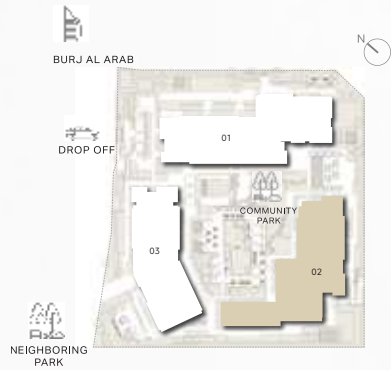 N
BURJ AL ARAB
01
DROP OFF
COMMUNITY
PARK
03
02
NEIGHBORING
PARK